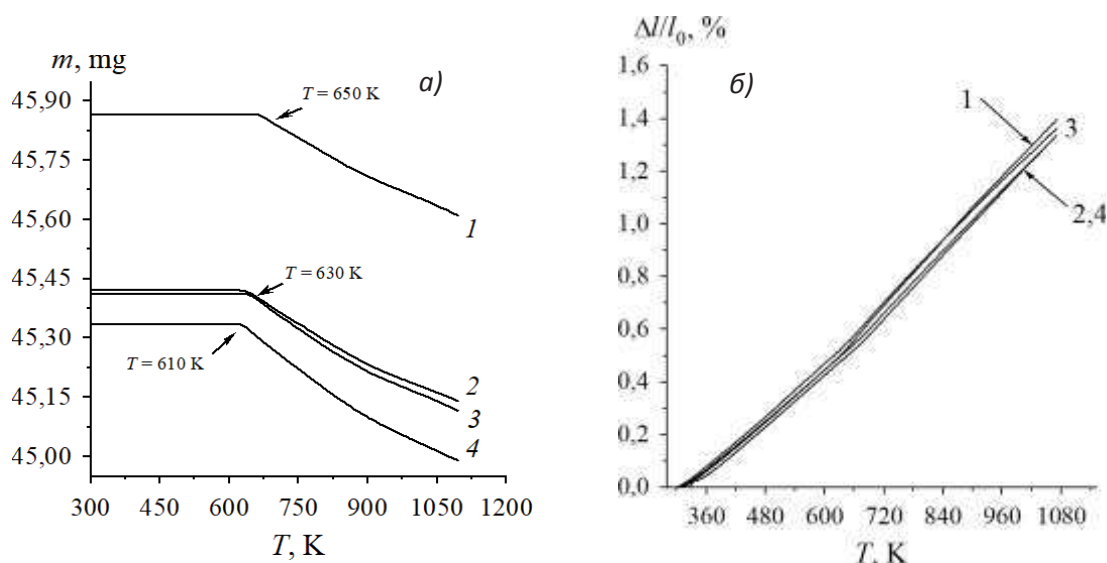 m, mg
а)
45,90
45,75
45,60
45,45
45,30
45,15
45,00
T = 650 K
T = 630 K
T = 610 K
1
2
3
4
300 450 600 750 900 1050 1200
T, K
Δl/l0, %
б)
1,6
1,4
1,2
1,0
0,8
0,6
0,4
0,2
0,0
1
3
2,4
360 480 600 720 840 960 1080
T, K